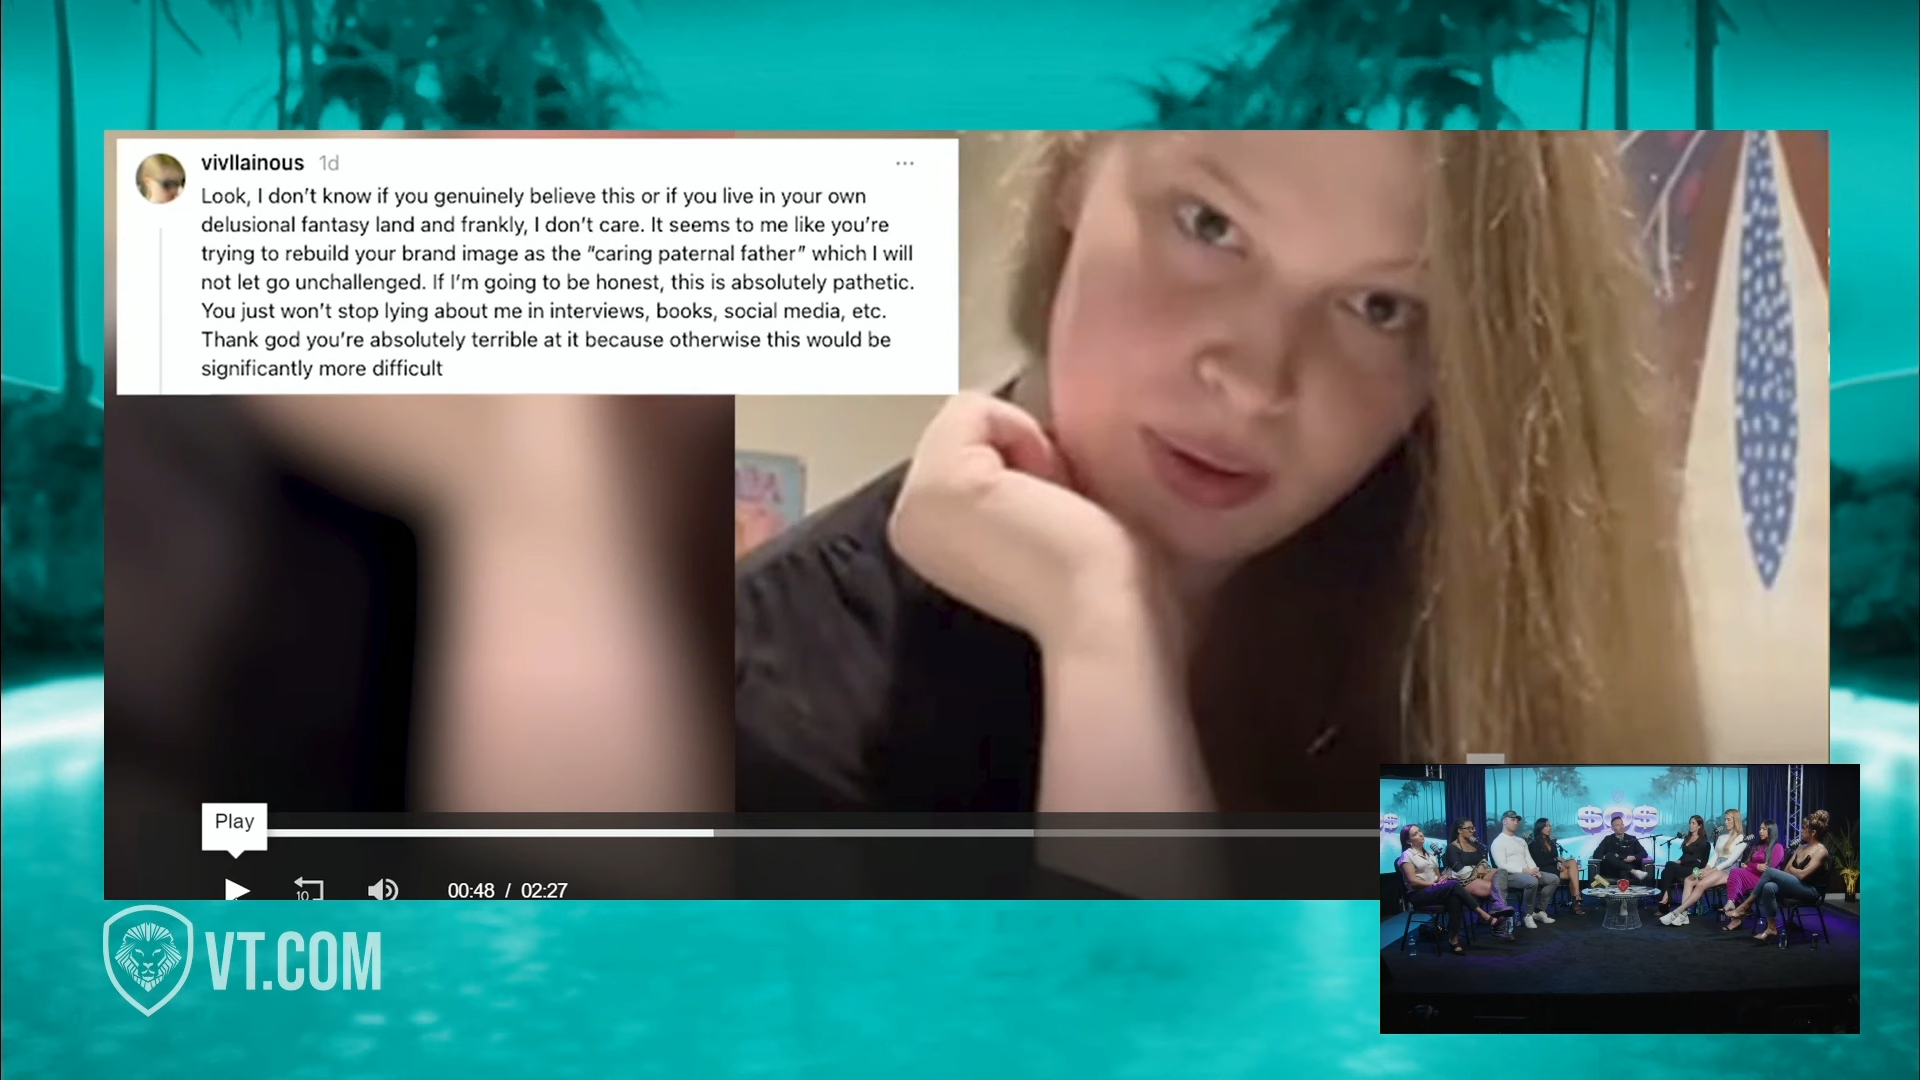 vivllainous 1d
Look, I don't know if you genuinely believe this or if you live in your own
delusional fantasy land and frankly, I don't care. It seems to me like you're
trying to rebuild your brand image as the "caring paternal father" which I will
not let go unchallenged. If I'm going to be honest, this is absolutely pathetic.
You just won't stop lying about me in interviews, books, social media, etc.
Thank god you're absolutely terrible at it because otherwise this would be
significantly more difficult
Play
10
00:48 / 02:27
$O$
VT.COM